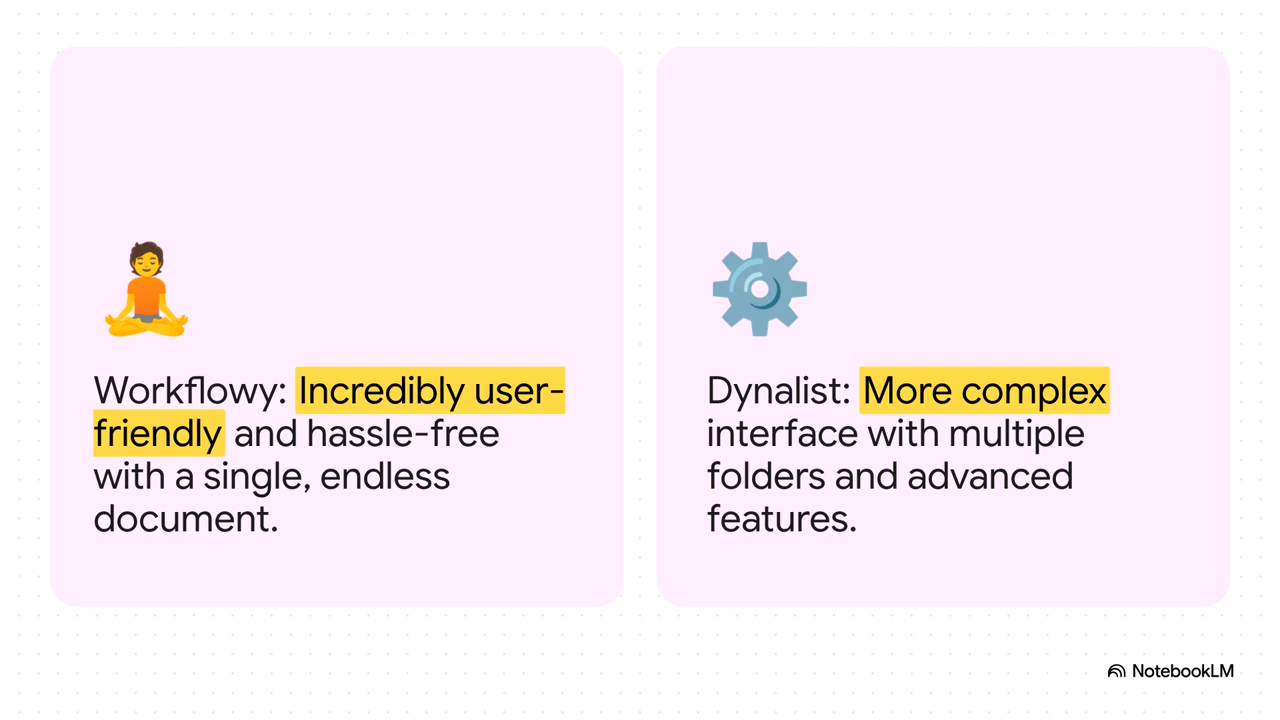 Workflowy: Incredibly user-
friendly and hassle-free
with a single, endless
document.
Dynalist: More complex
interface with multiple
folders and advanced
features.
NotebookLM